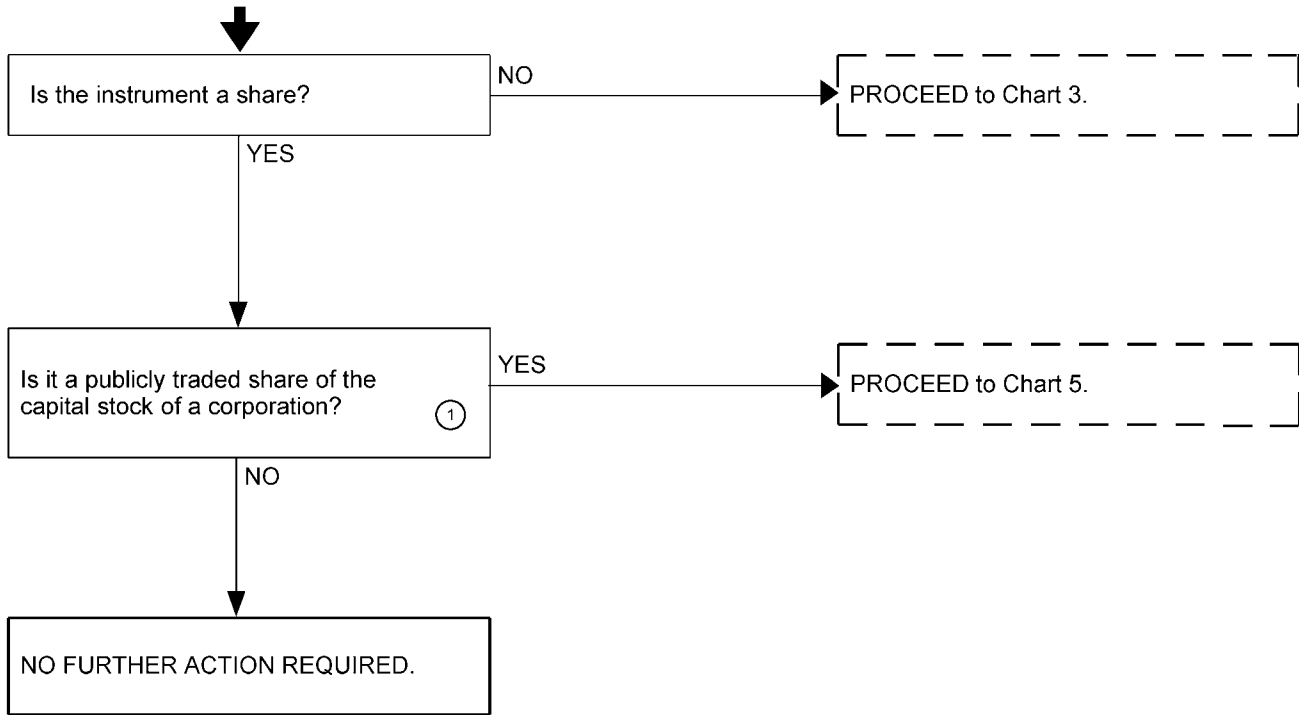 Is the instrument a share?
NO
PROCEED to Chart 3.
YES
Is it a publicly traded share of the
capital stock of a corporation?
1
YES
PROCEED to Chart 5.
NO
NO FURTHER ACTION REQUIRED.